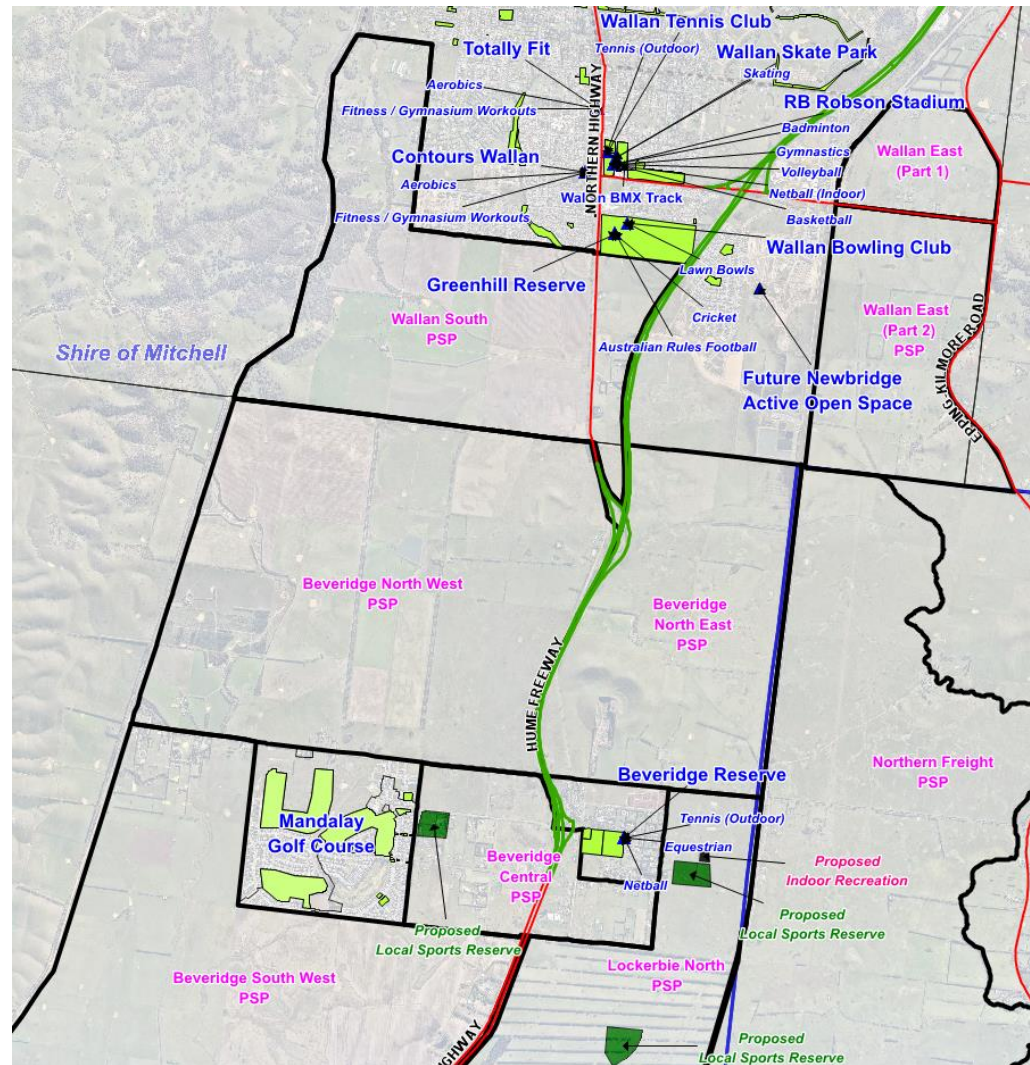 Wallan Tennis Club
Totally Fit
Tennis (Outdoor)
Wallan Skate Park
Skating
Aerobics
RB Robson Stadium
Fitness / Gymnasium Workouts
NORTHERN HIGHWAY
Badminton
Gymnastics
Wallan East
(Part 1)
Contours Wallan
Volleyball
Aerobics
Netball (Indoor)
Wallan BMX Track
Fitness / Gymnasium Workouts
Basketball
Wallan Bowling Club
Lawn Bowls
Greenhill Reserve
Wallan South
PSP
Cricket
Wallan East
(Part 2)
PSP
Australian Rules Football
Shire of Mitchell
EPPING-KILMORE ROAD
Future Newbridge
Active Open Space
Beveridge North West
PSP
Beveridge
North East
PSP
HUME FREEWAY
Northern Freight
PSP
Beveridge Reserve
Mandalay
Golf Course
Tennis (Outdoor)
Equestrian
Beveridge
Central
PSP
Netball
Proposed
Indoor Recreation
Proposed
Local Sports Reserve
Proposed
Local Sports Reserve
Beveridge South West
PSP
Lockerbie North
PSP
GHWAY
Proposed
Local Sports Reserve